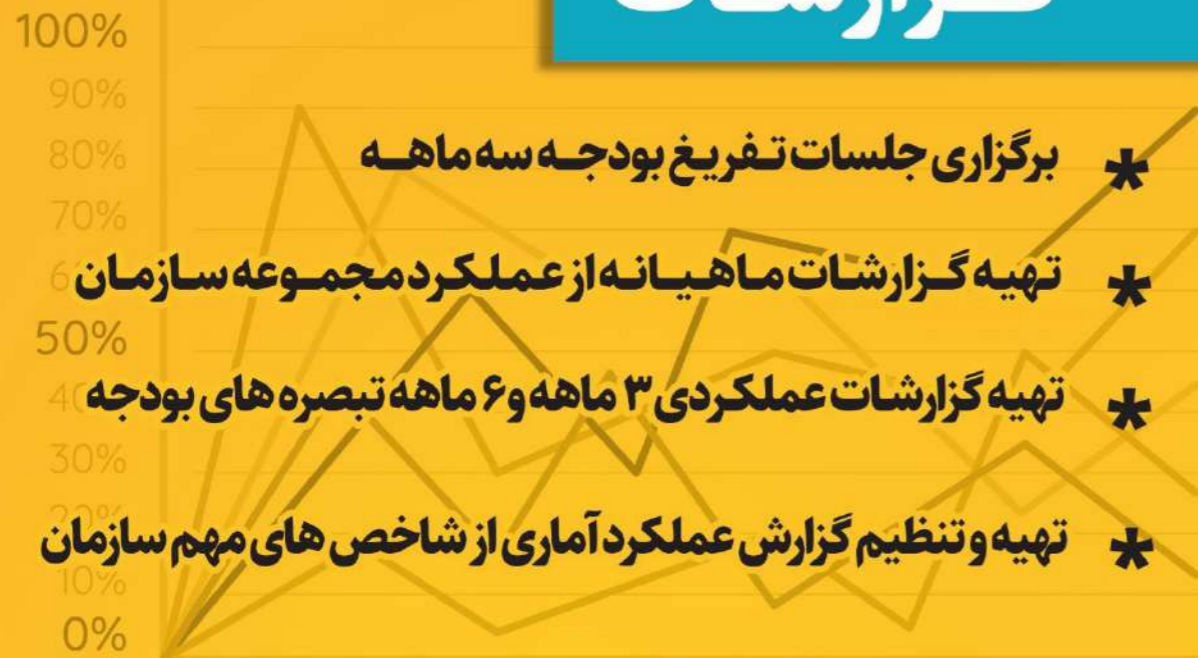 گزارشات
* برگزاری جلسات تفریغ بودجه سه ماهه
* تهیه گزارشات ماهیانه از عملکرد مجموعه سازمان
* تهیه گزارشات عملکردی ۳ ماهه و ۶ ماهه تبصره های بودجه
* تهیه و تنظیم گزارش عملکرد آماری از شاخص های مهم سازمان
100%
90%
80%
70%
50%
30%
10%
0%